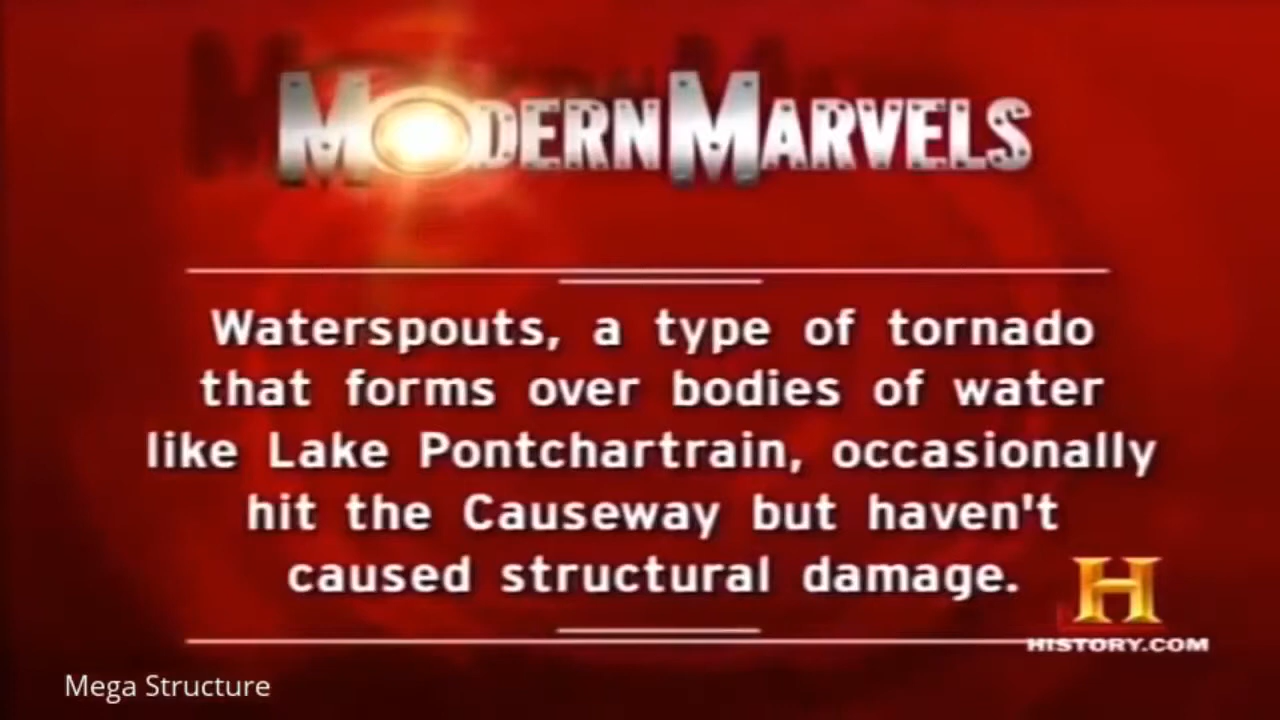 MODERN MARVELS
Waterspouts, a type of tornado
that forms over bodies of water
like Lake Pontchartrain, occasionally
hit the Causeway but haven't
caused structural damage.
H
HISTORY.COM
Mega Structure